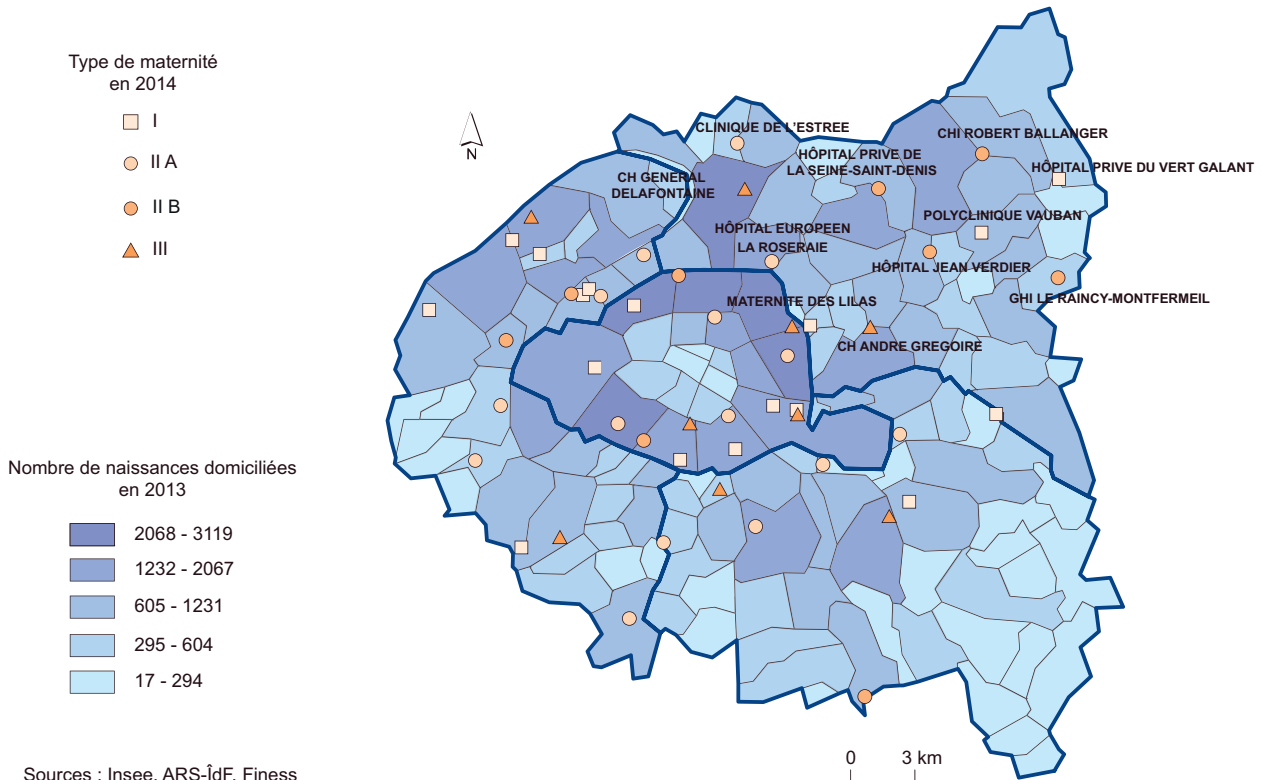 Type de maternité
en 2014
I
II A
II B
III
N
CLINIQUE DE L'ESTREE
CHI ROBERT BALLANGER
HÔPITAL PRIVE DE
LA SEINE-SAINT-DENIS
HÔPITAL PRIVE DU VERT GALANT
CH GENERAL
DELAFONTAINE
POLYCLINIQUE VAUBAN
HÔPITAL EUROPEEN
LA ROSERAIE
HÔPITAL JEAN VERDIER
MATERNITE DES LILAS
GHI LE RAINCY-MONTFERMEIL
CH ANDRE GREGOIRE
Nombre de naissances domiciliées
en 2013
2068 - 3119
1232 - 2067
605 - 1231
295 - 604
17 - 294
0 3 km
Sources : Insee, ARS-ÎdF, Finess